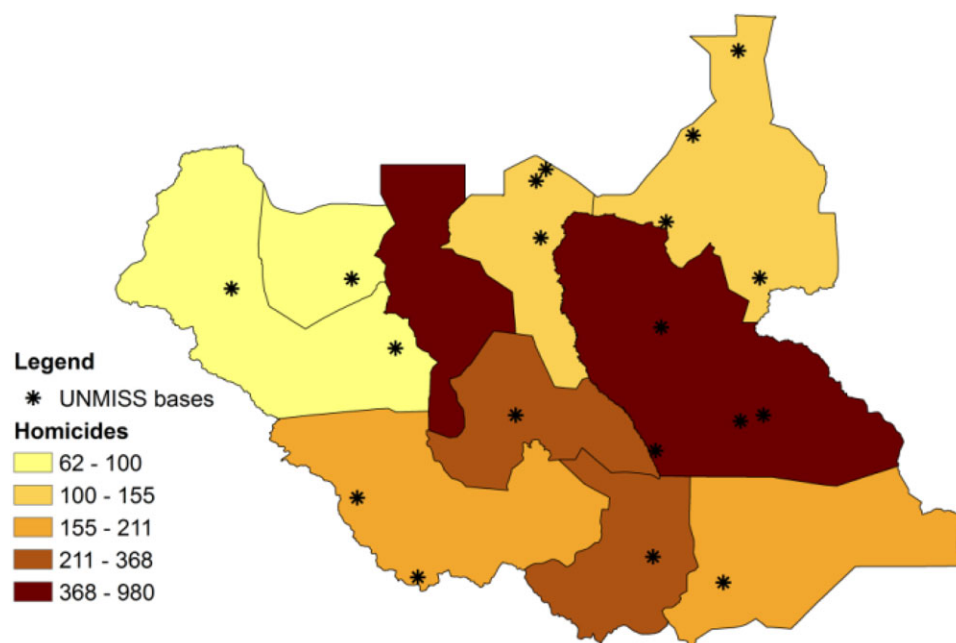 Legend
UNMISS bases
Homicides
62 - 100
100 - 155
155 - 211
211 - 368
368 - 980